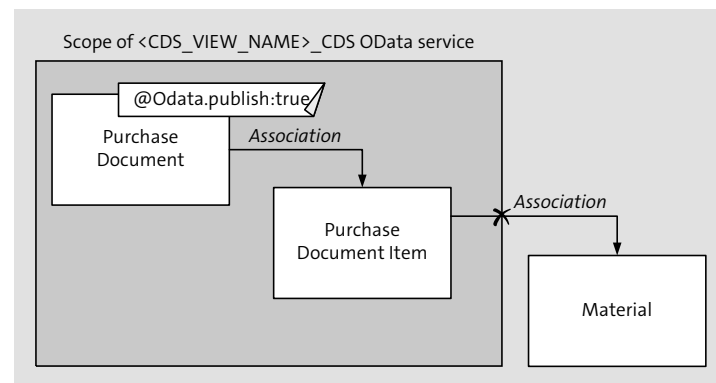 Scope of <CDS_VIEW_NAME>_CDS OData service
@Odata.publish:true
Purchase
Document
Association
Purchase
Document Item
Association
Material